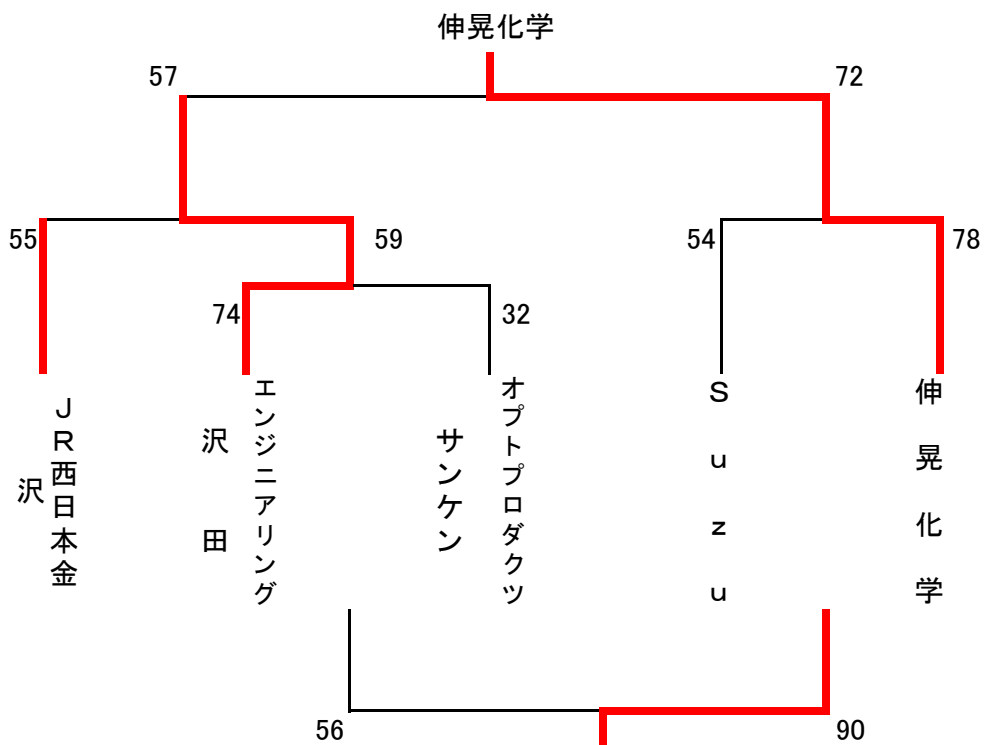 伸晃化学
57
72
55
59
54
78
74
32
JR西日本金
沢
沢田
エンジニアリング
サンケン
オプトプロダクツ
Suzu
伸晃化学
56
90